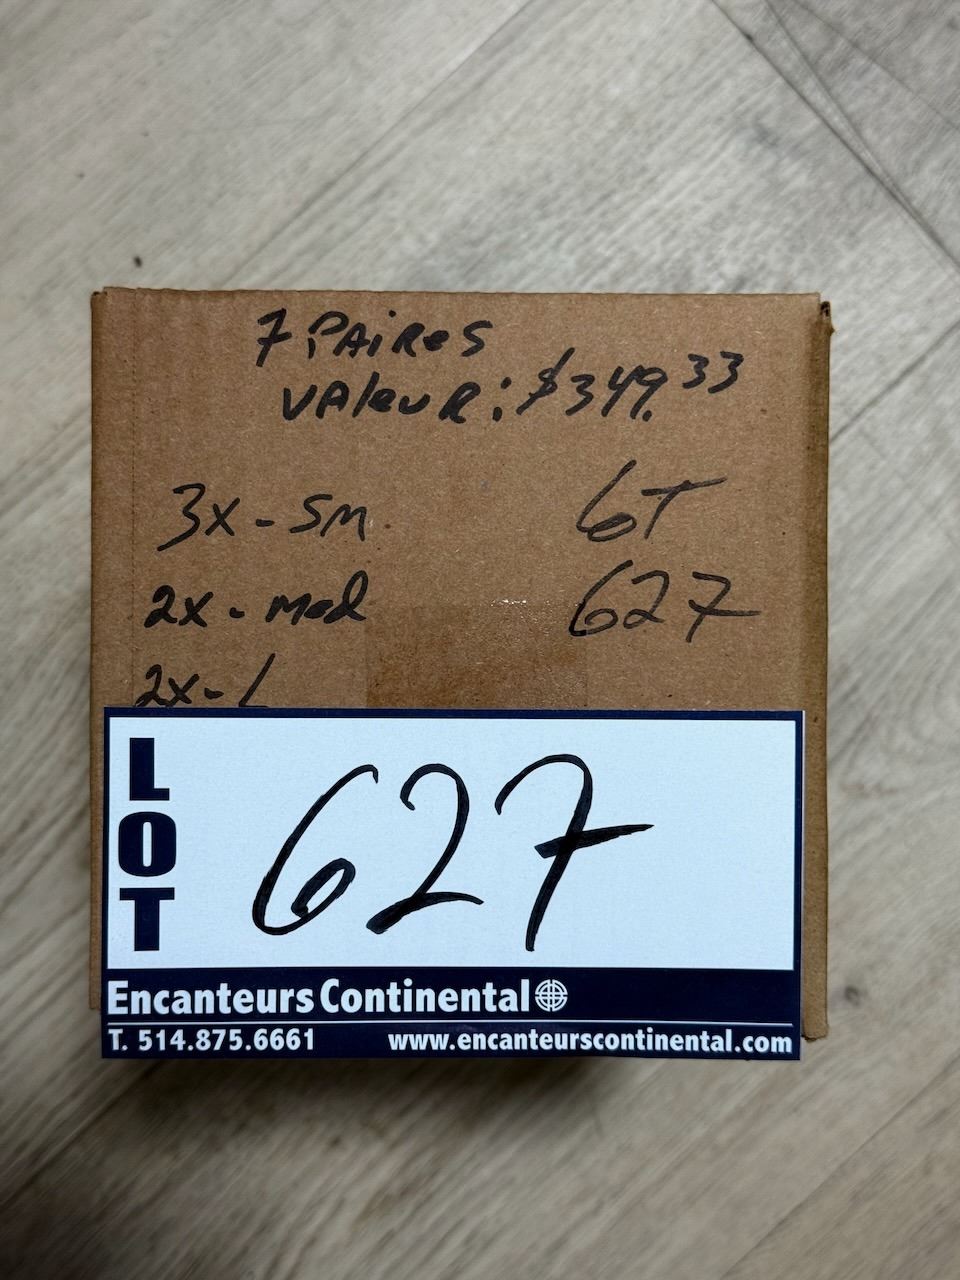 7 PAIRES
VALEUR: $349.33
3X - SM.
6T
2X - Med
627
2X - L
LOT
627
Encanteurs Continental
T. 514.875.6661
www.encanteurscontinental.com